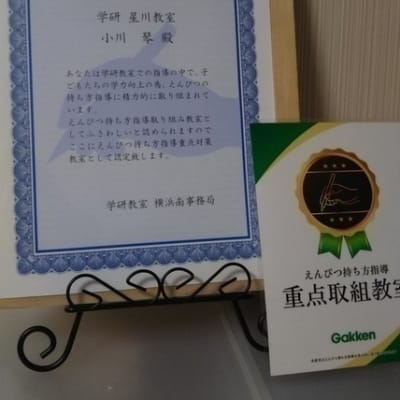 学研 星川教室
小川 琴 殿
あなたは学研教室での指導の中で、子
どもたちの学力向上の為、えんぴつの
持ち方指導に精力的に取り組まれて
います。
えんぴつ持ち方指導取り組み教室と
してふさわしいと認められますので
ここにえんぴつ持ち方指導重点対策
教室として認定致します。
学研教室 横浜南事務局
えんぴつ持ち方指導
重点取組教室
Gakken